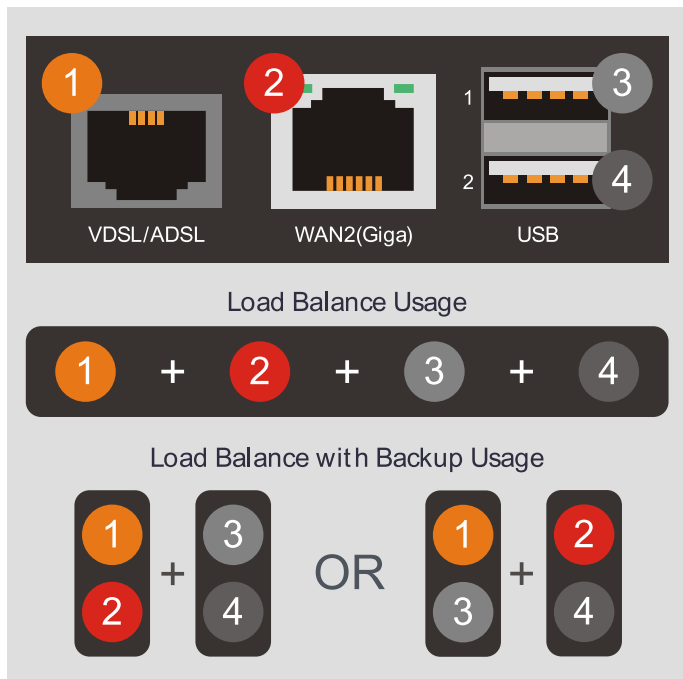 1 2 1 3
2 4
VDSL/ADSL WAN2(Giga) USB
Load Balance Usage
1 + 2 + 3 + 4
Load Balance with Backup Usage
1 3 1 2
+ OR +
2 4 3 4